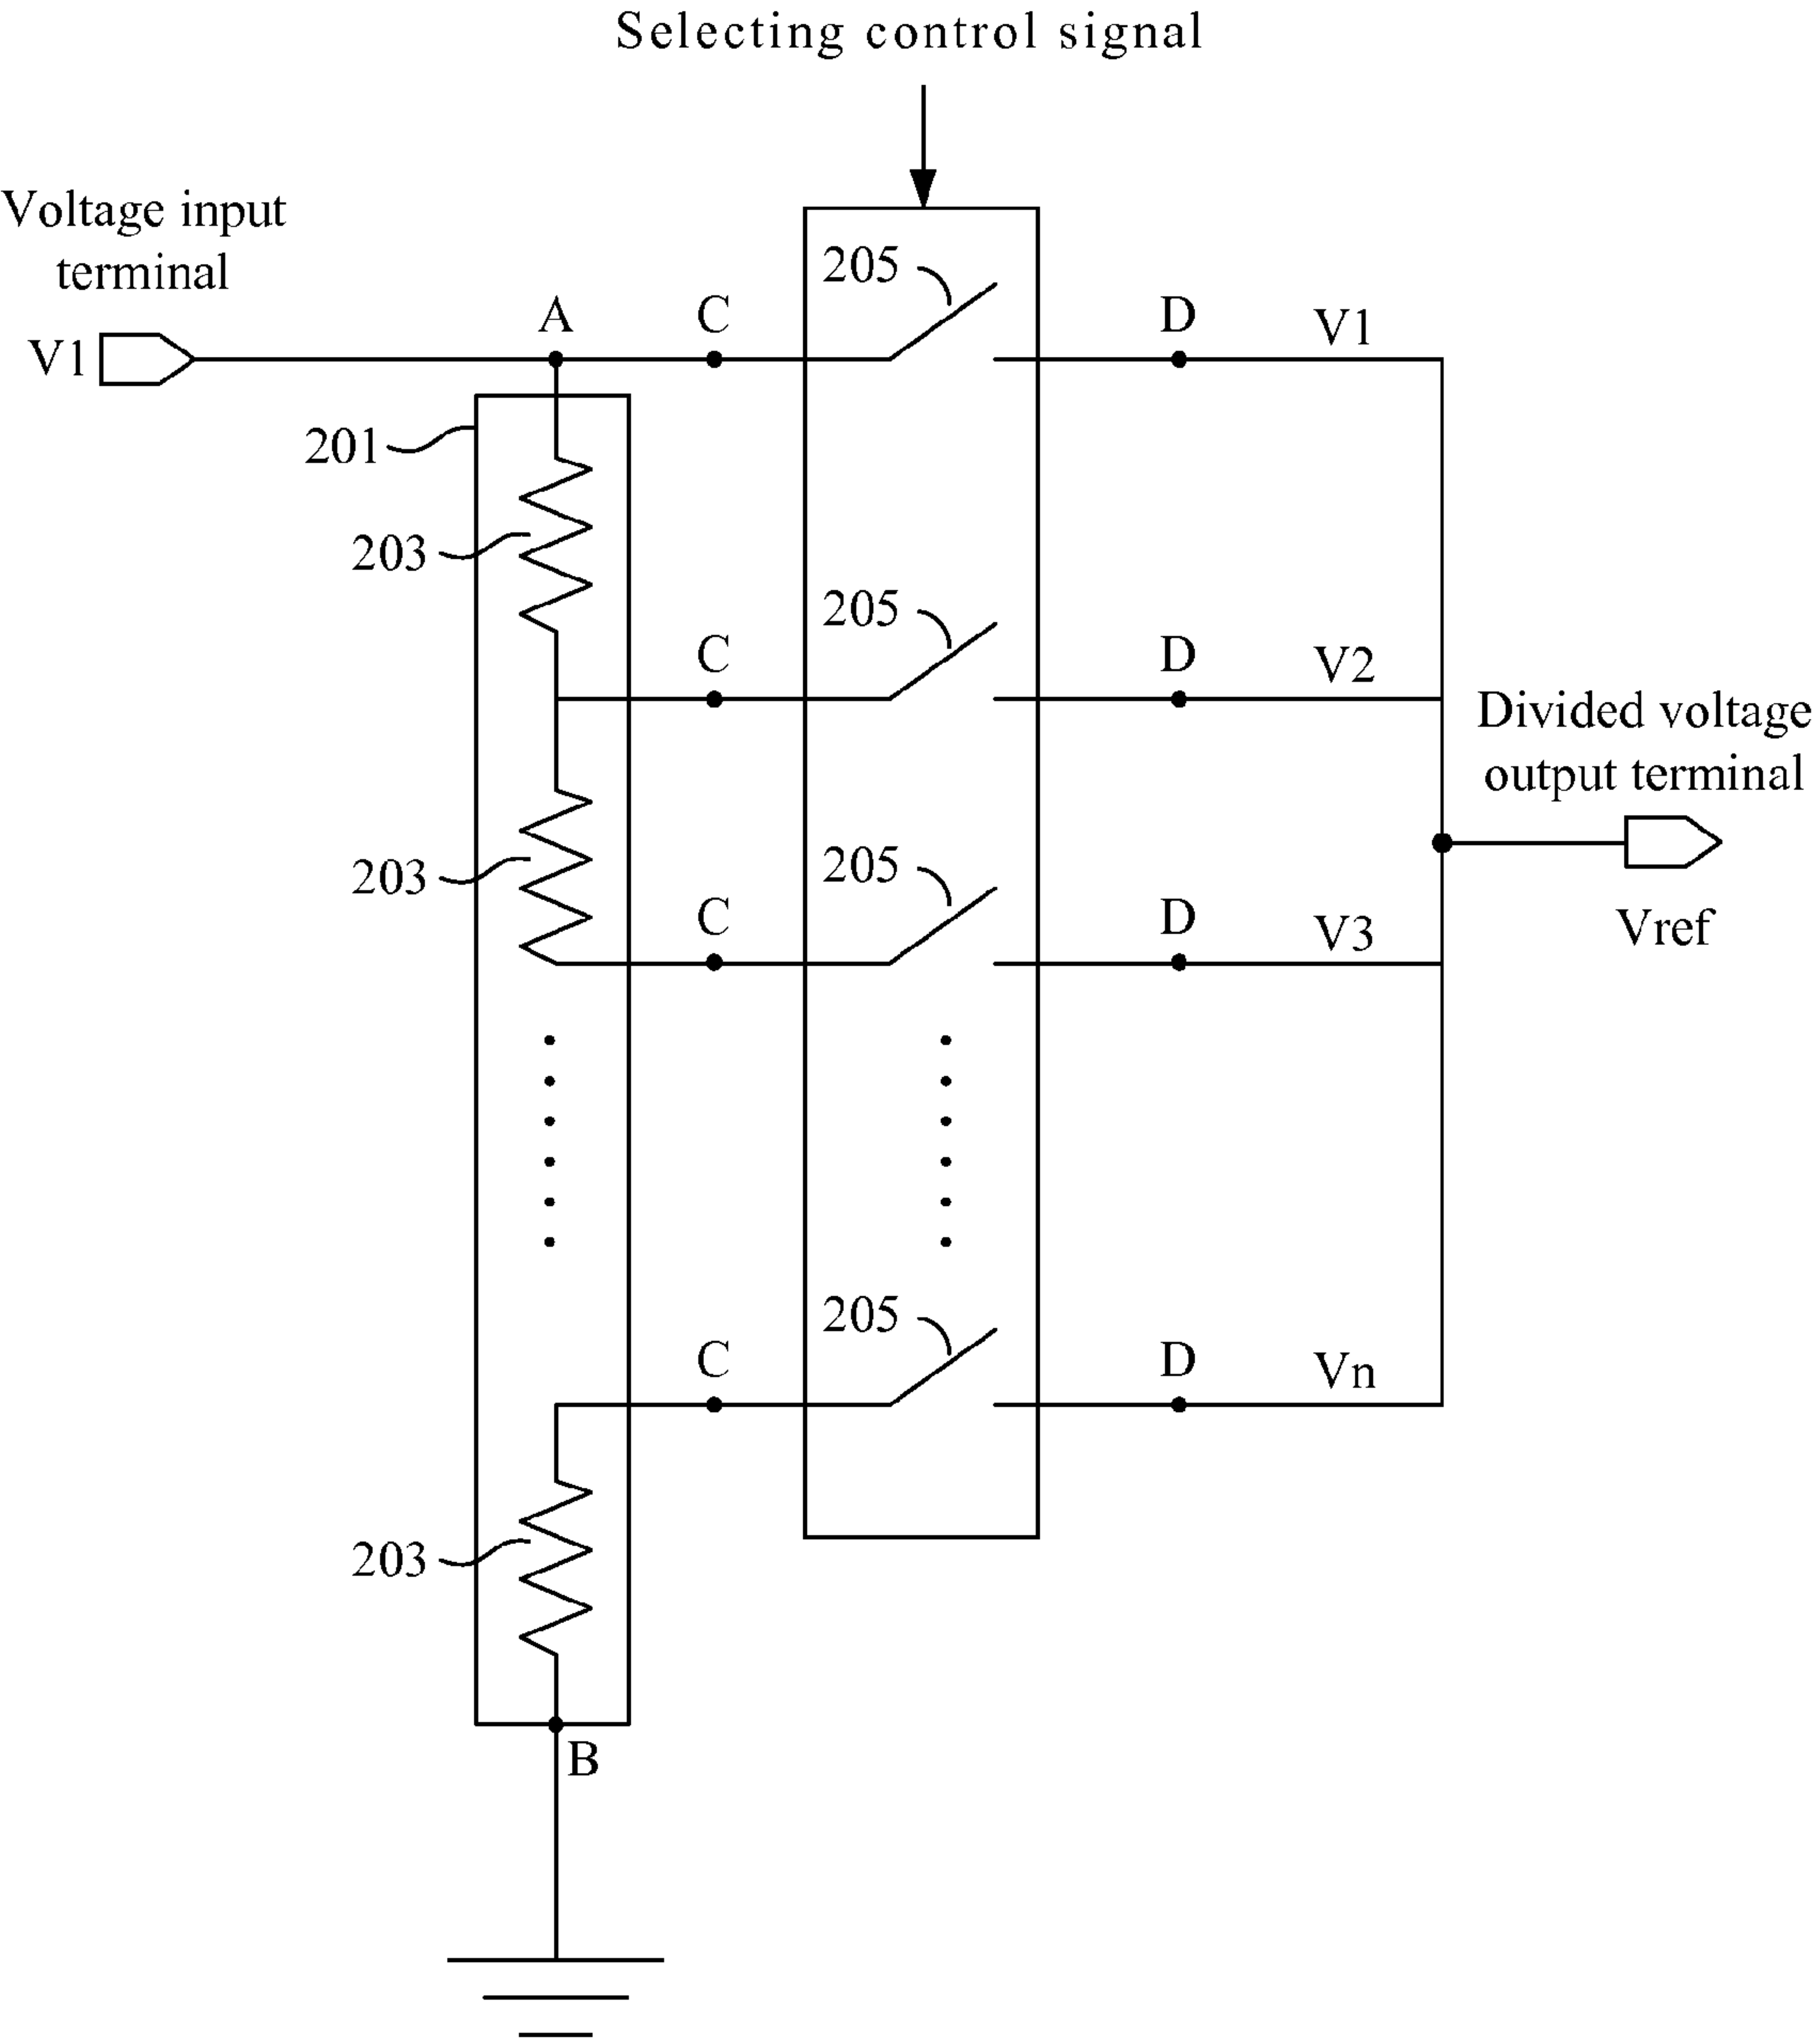 Selecting control signal
Voltage input
terminal
V1
A
C
205
D
V1
201
203
C
205
D
V2
Divided voltage
output terminal
Vref
203
C
205
D
V3
C
205
D
Vn
203
B